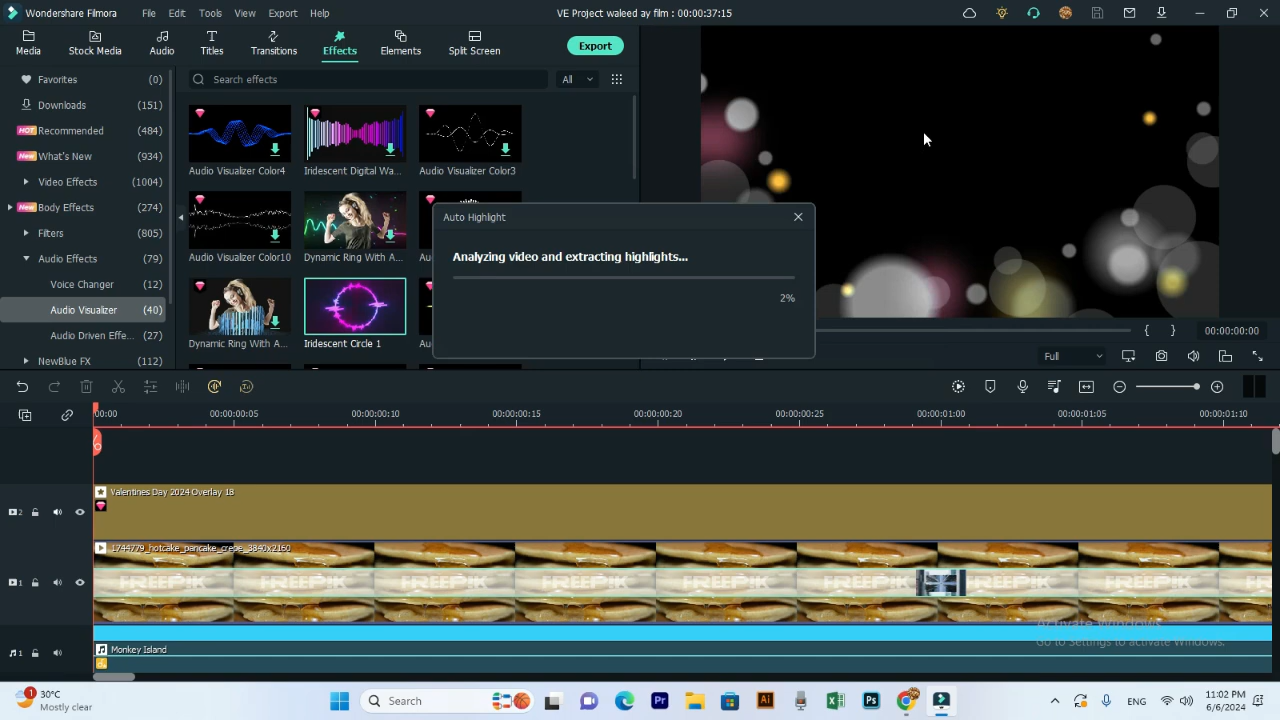 Wondershare Filmora
File
Edit
Tools
View
Export
Help
VE Project waleed ay film : 00:00:37:15
Media
Stock Media
Audio
Titles
Transitions
Effects
Elements
Split Screen
Export
Favorites (0)
Downloads (151)
HOT Recommended (484)
New What's New (934)
Video Effects (1004)
New Body Effects (274)
Filters (805)
Audio Effects (79)
Voice Changer (12)
Audio Visualizer (40)
Audio Driven Effe... (27)
NewBlue FX (112)
Search effects
All
Audio Visualizer Color4
Iridescent Digital Wa...
Audio Visualizer Color3
Audio Visualizer Color10
Dynamic Ring With A...
Dynamic Ring With A...
Iridescent Circle 1
Auto Highlight
Analyzing video and extracting highlights...
2%
00:00:00:00
Full
00:00
00:00:00:05
00:00:00:10
00:00:00:15
00:00:00:20
00:00:00:25
00:00:01:00
00:00:01:05
00:00:01:10
2
Valentines Day 2024 Overlay 18
1
1744779_hotcake_pancake_crepe_3840x2160
FREEPIK FREEPIK FREEPIK FREEPIK FREEPIK FREEPIK FREEPIK FREEPIK
1
Monkey Island
Activate Windows
Go to Settings to activate Windows.
1
30°C
Mostly clear
Search
Pr
Ai
Ps
ENG
11:02 PM
6/6/2024